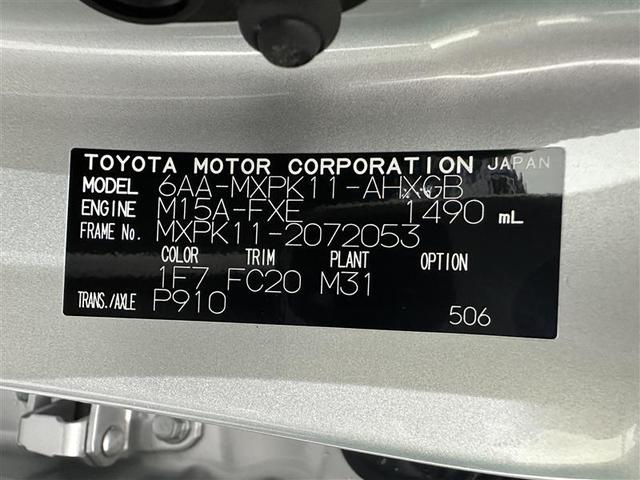 TOYOTA MOTOR CORPORATION JAPAN
MODEL 6AA-MXPK11-AHXGB
ENGINE M15A-FXE 1490 mL
FRAME No. MXPK11-2072053
COLOR TRIM PLANT OPTION
1F7 FC20 M31
TRANS./AXLE P910
506